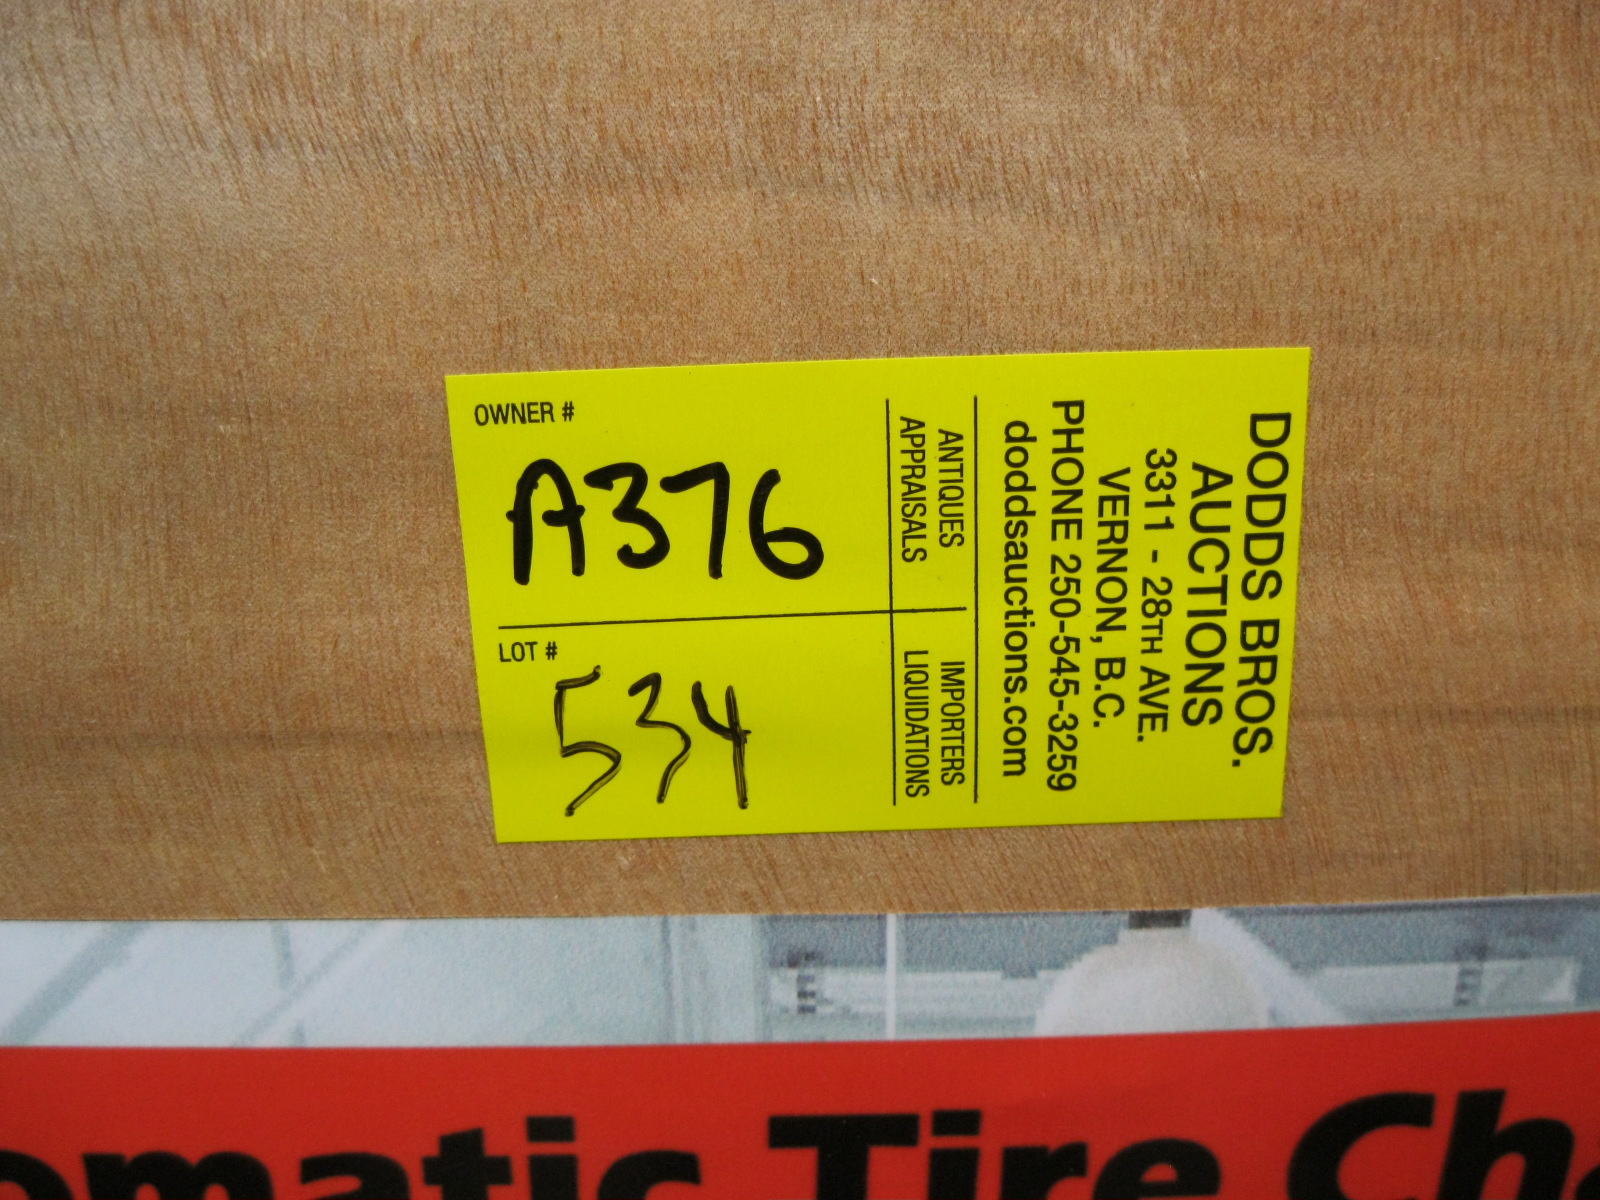 OWNER #
A376
LOT #
534
DODDS BROS.
AUCTIONS
3311 - 28TH AVE.
VERNON, B.C.
PHONE 250-545-3259
doddsauctions.com
ANTIQUES IMPORTERS
APPRAISALS LIQUIDATIONS
omatic Tire Ch